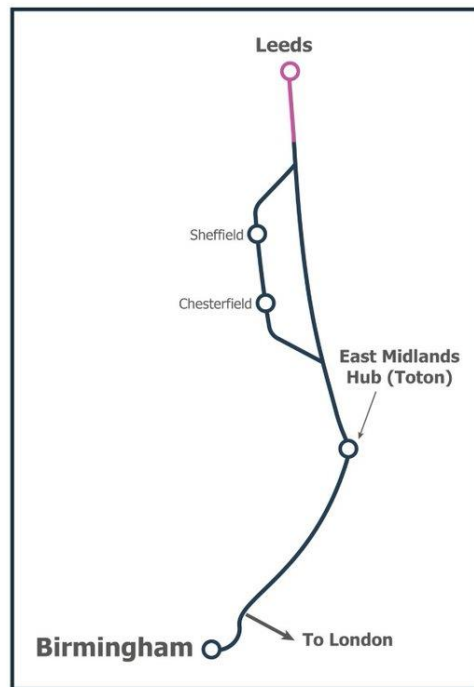 Leeds
Sheffield
Chesterfield
East Midlands
Hub (Toton)
To London
Birmingham